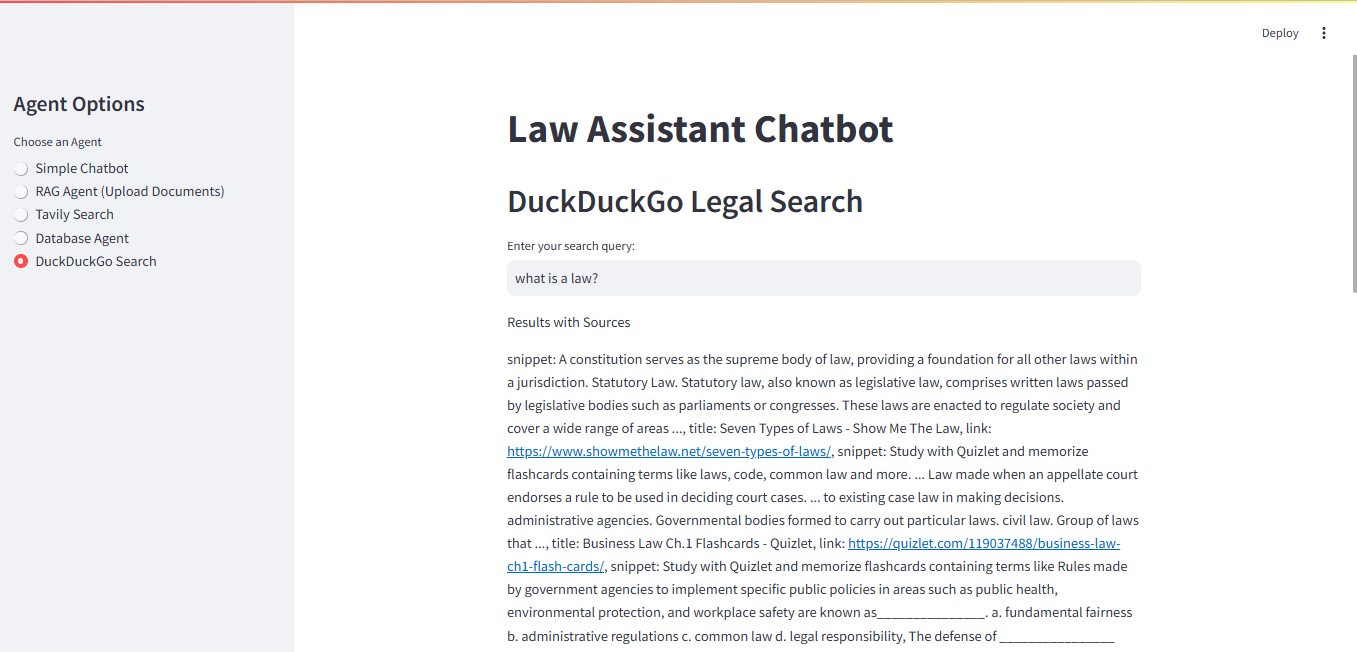 Deploy
Agent Options
Choose an Agent
Simple Chatbot
RAG Agent (Upload Documents)
Tavily Search
Database Agent
DuckDuckGo Search
Law Assistant Chatbot
DuckDuckGo Legal Search
Enter your search query:
what is a law?
Results with Sources
snippet: A constitution serves as the supreme body of law, providing a foundation for all other laws within
a jurisdiction. Statutory Law. Statutory law, also known as legislative law, comprises written laws passed
by legislative bodies such as parliaments or congresses. These laws are enacted to regulate society and
cover a wide range of areas ..., title: Seven Types of Laws - Show Me The Law, link:
https://www.showmethelaw.net/seven-types-of-laws/, snippet: Study with Quizlet and memorize
flashcards containing terms like laws, code, common law and more. ... Law made when an appellate court
endorses a rule to be used in deciding court cases. ... to existing case law in making decisions.
administrative agencies. Governmental bodies formed to carry out particular laws. civil law. Group of laws
that ..., title: Business Law Ch.1 Flashcards - Quizlet, link: https://quizlet.com/119037488/business-law-
ch1-flash-cards/, snippet: Study with Quizlet and memorize flashcards containing terms like Rules made
by government agencies to implement specific public policies in areas such as public health,
environmental protection, and workplace safety are known as_______________. a. fundamental fairness
b. administrative regulations c. common law d. legal responsibility, The defense of ________________